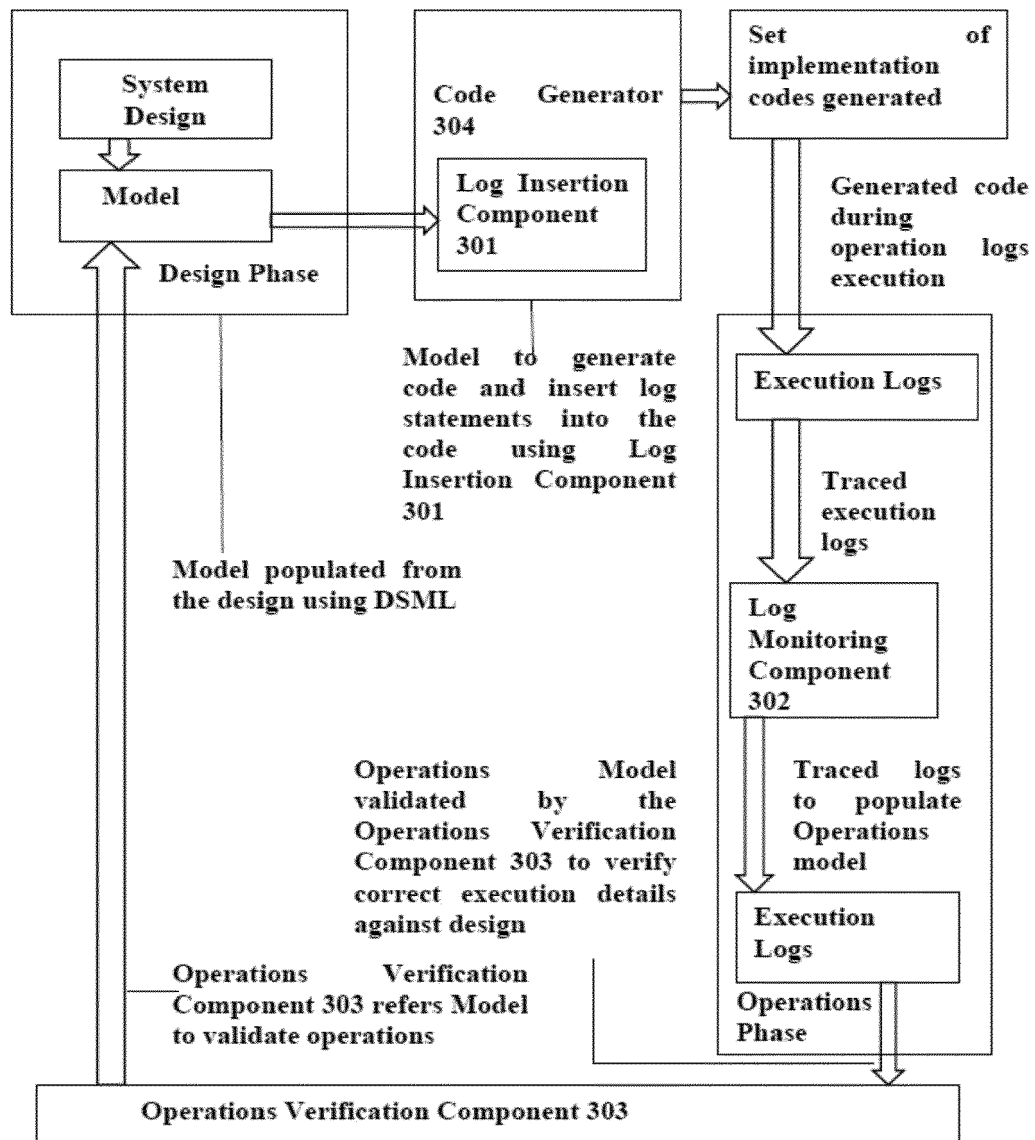 System
Design
Model
Design Phase
Code Generator
304
Log Insertion
Component
301
Set of
implementation
codes generated
Generated code
during
operation logs
execution
Model to generate
code and insert log
statements into the
code using Log
Insertion Component
301
Model populated from
the design using DSML
Execution Logs
Traced
execution
logs
Log
Monitoring
Component
302
Traced logs
to populate
Operations
model
Operations Model
validated by the
Operations Verification
Component 303 to verify
correct execution details
against design
Execution
Logs
Operations
Phase
Operations Verification
Component 303 refers Model
to validate operations
Operations Verification Component 303